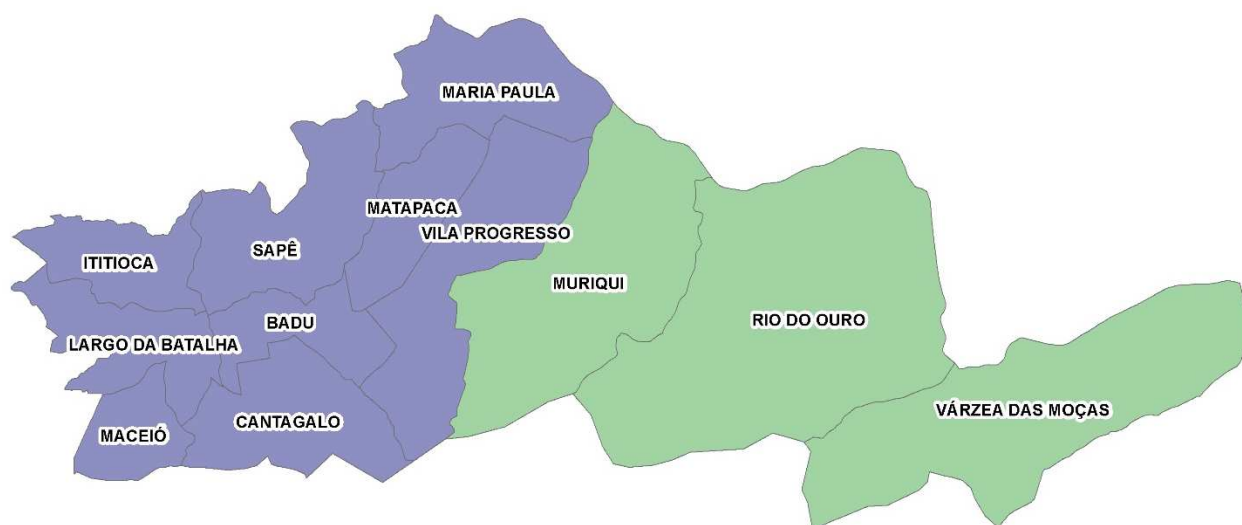 MARIA PAULA
MATAPACA
VILA PROGRESSO
SAPÊ
ITITIOCA
MURIQUI
BADU
RIO DO OURO
LARGO DA BATALHA
VÁRZEA DAS MOÇAS
CANTAGALO
MACEIÓ